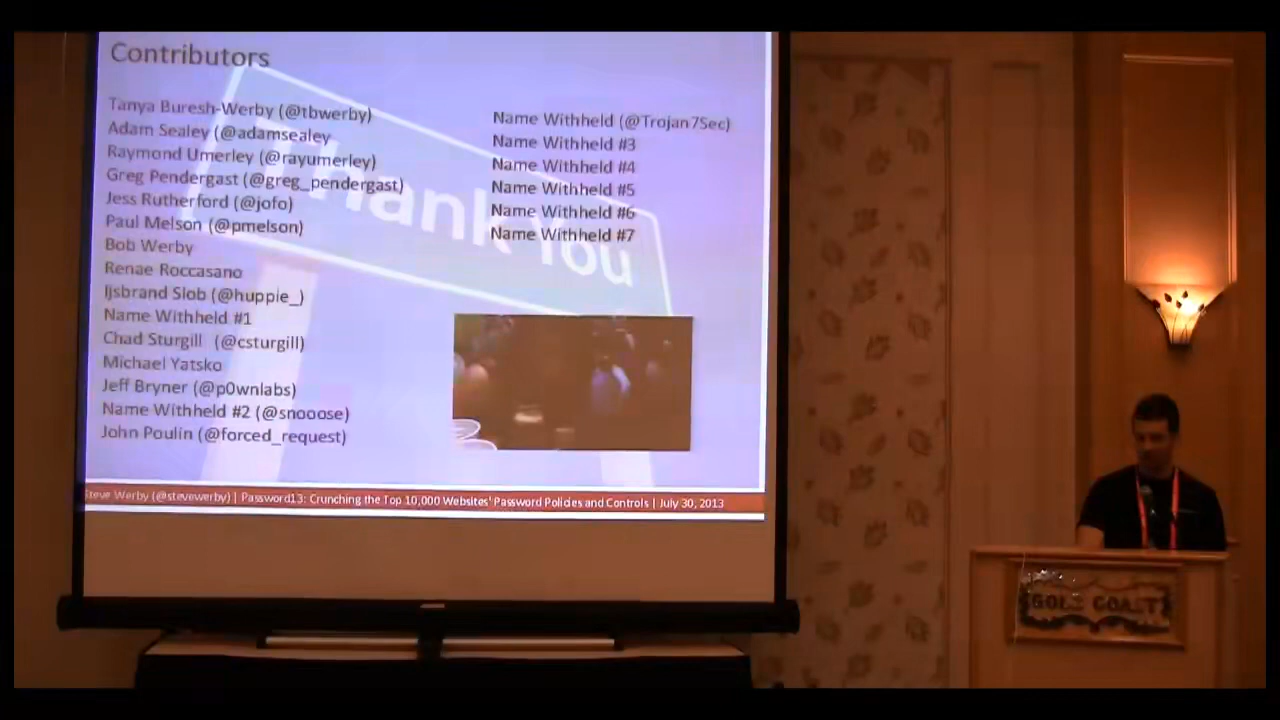 Contributors
Tanya Buresh-Werby (@tbwerby)
Adam Sealey (@adamsealey
Raymond Umerley (@rayumerley)
Greg Pendergast (@greg_pendergast)
Jess Rutherford (@jofo)
Paul Melson (@pmelson)
Bob Werby
Renae Roccasano
Ijsbrand Slob (@huppie_)
Name Withheld #1
Chad Sturgill (@csturgill)
Michael Yatsko
Jeff Bryner (@p0wnlabs)
Name Withheld #2 (@snooose)
John Poulin (@forced_request)
Name Withheld (@Trojan7Sec)
Name Withheld #3
Name Withheld #4
Name Withheld #5
Name Withheld #6
Name Withheld #7
Thank You
Steve Werby (@stevewerby) | Password13: Crunching the Top 10,000 Websites' Password Policies and Controls | July 30, 2013
GOLD COAST